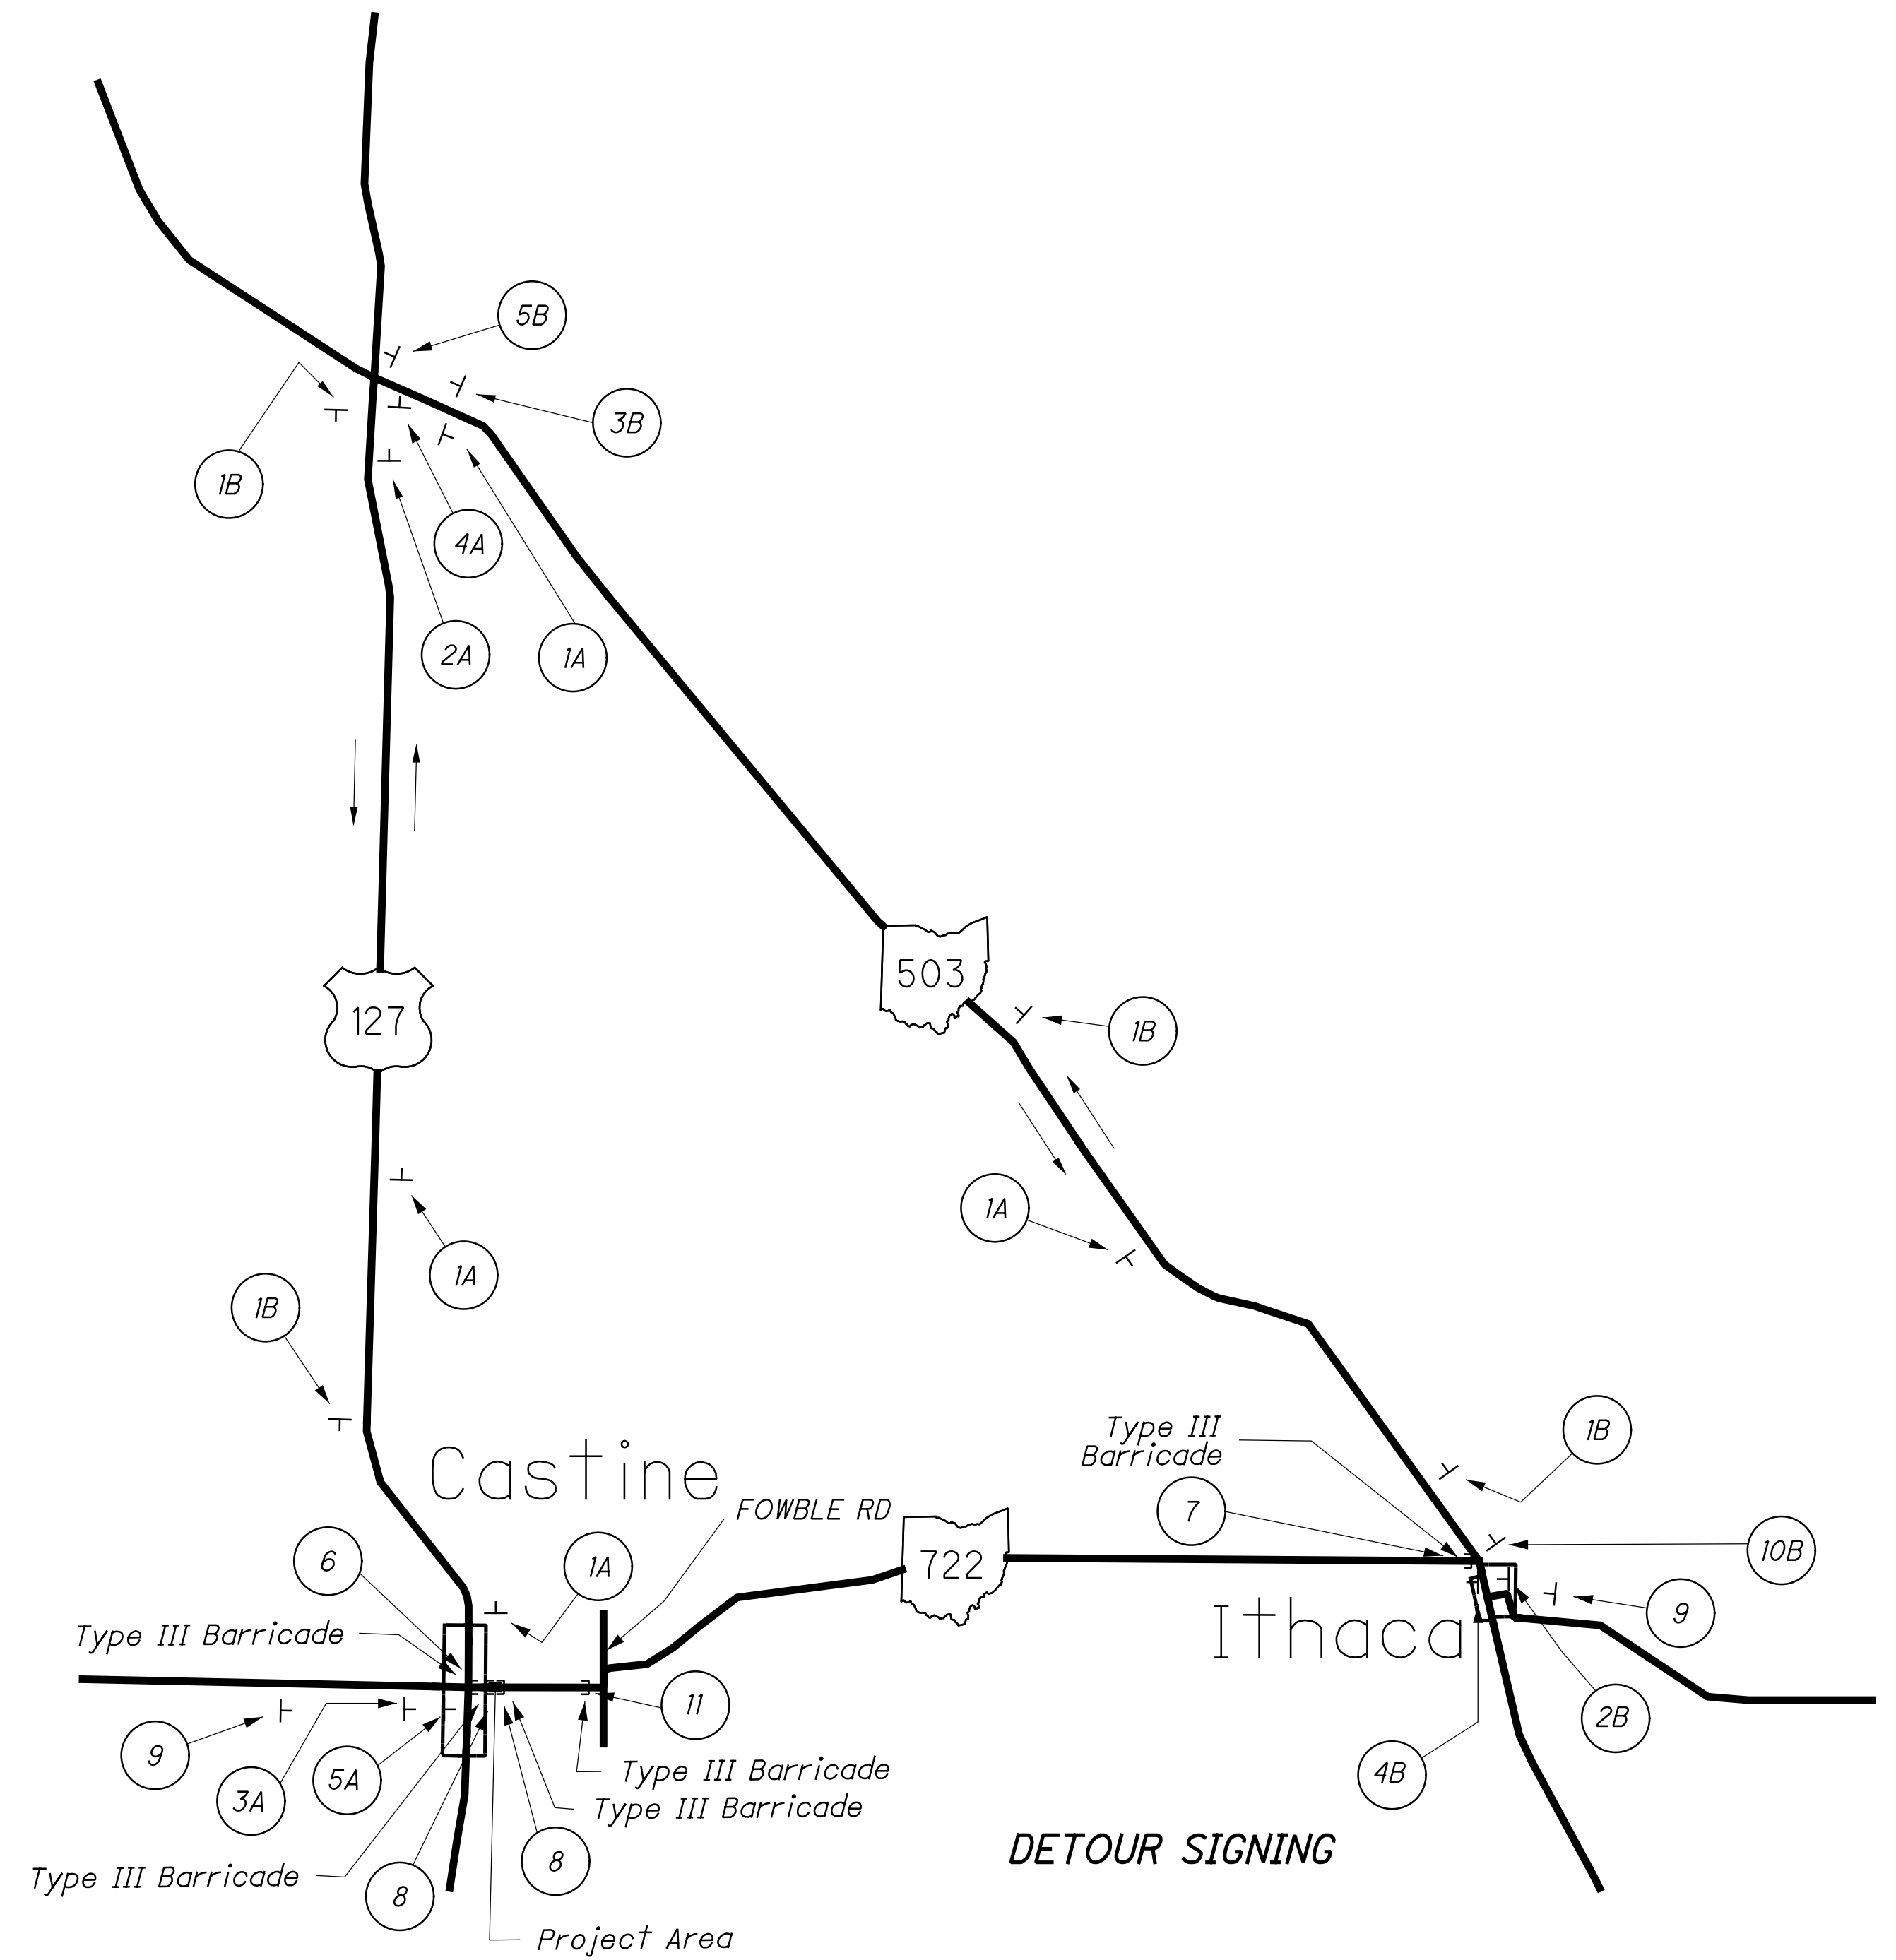 5B
3B
1B
4A
2A
1A
503
127
1B
1A
1A
1B
Type III
Barricade
1B
Castine
FOWBLE RD
7
10B
6
1A
722
9
Type III Barricade
Ithaca
11
2B
9
5A
3A
4B
Type III Barricade
Type III Barricade
8
DETOUR SIGNING
Type III Barricade
8
Project Area